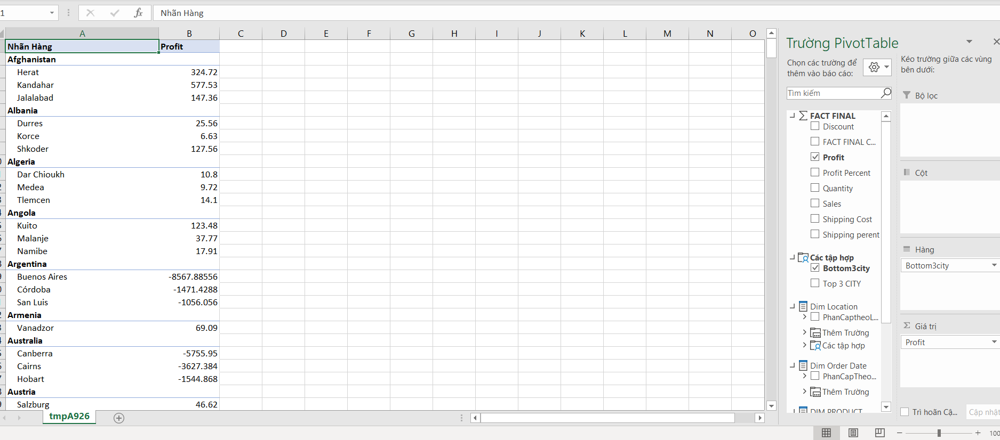 1
fx
Nhãn Hàng
A B C D E F G H I J K L M N O
Nhãn Hàng Profit
Afghanistan
Herat 324.72
Kandahar 577.53
Jalalabad 147.36
Albania
Durres 25.56
Korce 6.63
Shkoder 127.56
Algeria
Dar Chioukh 10.8
Medea 9.72
Tlemcen 14.1
Angola
Kuito 123.48
Malanje 37.77
Namibe 17.91
Argentina
Buenos Aires -8567.88556
Córdoba -1471.4288
San Luis -1056.056
Armenia
Vanadzor 69.09
Australia
Canberra -5755.95
Cairns -3627.384
Hobart -1544.868
Austria
Salzburg 46.62
tmpA926
Trường PivotTable
Chọn các trường để
thêm vào báo cáo:
Tìm kiếm
FACT FINAL
Discount
FACT FINAL C...
Profit
Profit Percent
Quantity
Sales
Shipping Cost
Shipping perent
Các tập hợp
Bottom3city
Top 3 CITY
Dim Location
PhanCaptheoL...
Thêm Trường
Các tập hợp
Dim Order Date
PhanCapTheo...
Thêm Trường
DIM PRODUCT
Kéo trường giữa các vùng
bên dưới:
Bộ lọc
Cột
Hàng
Bottom3city
Σ Giá trị
Profit
Trì hoãn Cậ...
Cập nhật
100